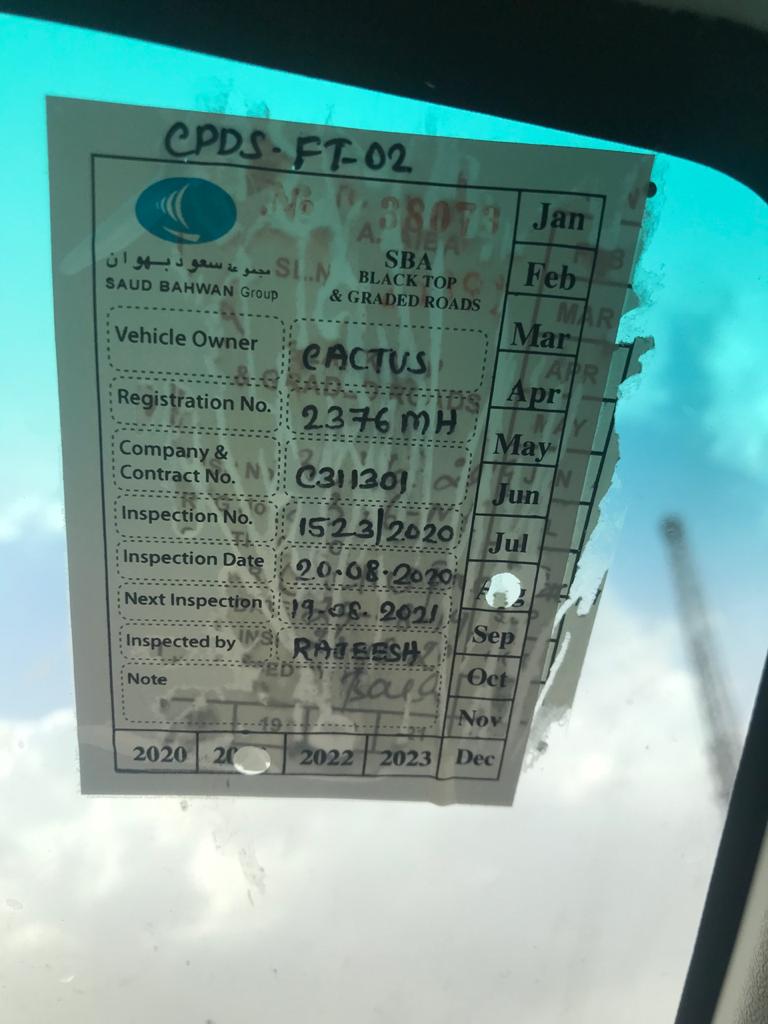 CPDS-FT-02
مجموعة سعود بهوان
SAUD BAHWAN Group
SBA
BLACK TOP
& GRADED ROADS
Vehicle Owner CACTUS
Registration No. 2376 MH
Company &
Contract No. C311301
Inspection No. 1523/2020
Inspection Date 20.08.2020
Next Inspection 19.08.2021
Inspected by RAJEESH
Note
Jan
Feb
Mar
Apr
May
Jun
Jul
Sep
Oct
Nov
Dec
2020 2022 2023
MAR
APR